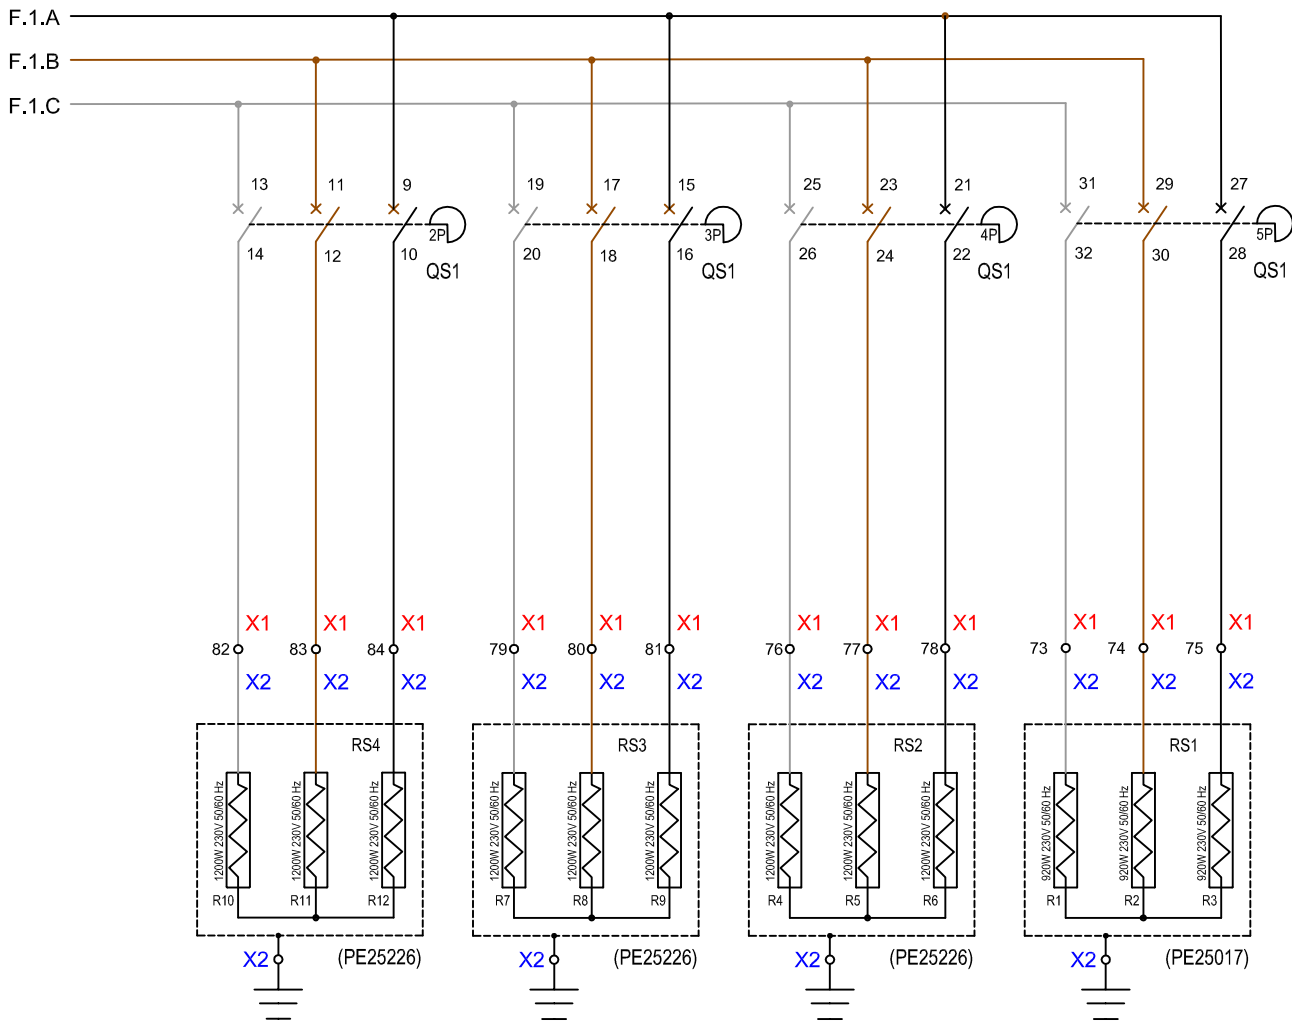 F.1.A
F.1.B
F.1.C
13 11 9 19 17 15 25 23 21 31 29 27
2P 3P 4P 5P
14 12 10 20 18 16 26 24 22 32 30 28
QS1 QS1 QS1 QS1
X1 X1 X1 X1 X1 X1 X1 X1 X1 X1 X1 X1
82 83 84 79 80 81 76 77 78 73 74 75
X2 X2 X2 X2 X2 X2 X2 X2 X2 X2 X2 X2
RS4 RS3 RS2 RS1
1200W 230V 50/60 Hz
1200W 230V 50/60 Hz
1200W 230V 50/60 Hz
1200W 230V 50/60 Hz
1200W 230V 50/60 Hz
1200W 230V 50/60 Hz
1200W 230V 50/60 Hz
1200W 230V 50/60 Hz
1200W 230V 50/60 Hz
920W 230V 50/60 Hz
920W 230V 50/60 Hz
920W 230V 50/60 Hz
R10 R11 R12 R7 R8 R9 R4 R5 R6 R1 R2 R3
X2 (PE25226) X2 (PE25226) X2 (PE25226) X2 (PE25017)